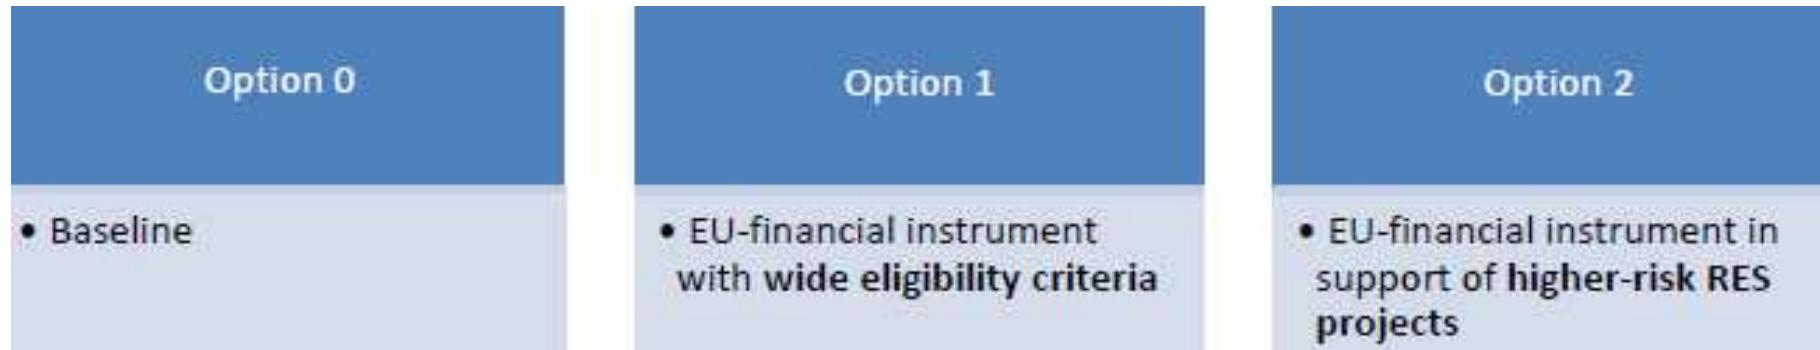 Option 0
• Baseline
Option 1
• EU-financial instrument
with wide eligibility criteria
Option 2
• EU-financial instrument in
support of higher-risk RES
projects